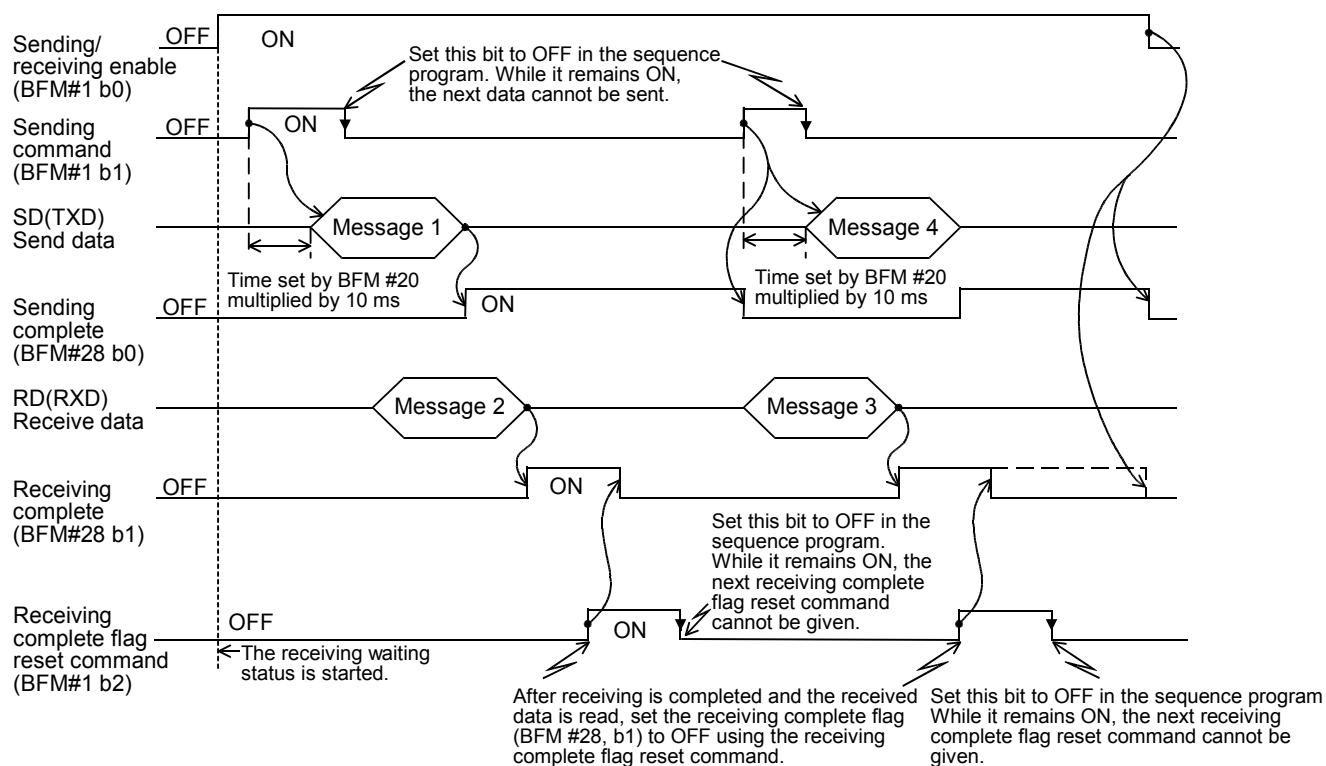 Sending/
receiving enable
(BFM#1 b0)
OFF
ON
Set this bit to OFF in the sequence
program. While it remains ON,
the next data cannot be sent.
Sending
command
(BFM#1 b1)
OFF
ON
SD(TXD)
Send data
Message 1
Message 4
Time set by BFM #20
multiplied by 10 ms
Time set by BFM #20
multiplied by 10 ms
Sending
complete
(BFM#28 b0)
OFF
ON
RD(RXD)
Receive data
Message 2
Message 3
Receiving
complete
(BFM#28 b1)
OFF
ON
Set this bit to OFF in the
sequence program.
While it remains ON, the
next receiving complete
flag reset command
cannot be given.
Receiving
complete flag
reset command
(BFM#1 b2)
OFF
ON
The receiving waiting
status is started.
After receiving is completed and the received
data is read, set the receiving complete flag
(BFM #28, b1) to OFF using the receiving
complete flag reset command.
Set this bit to OFF in the sequence program
While it remains ON, the next receiving
complete flag reset command cannot be
given.